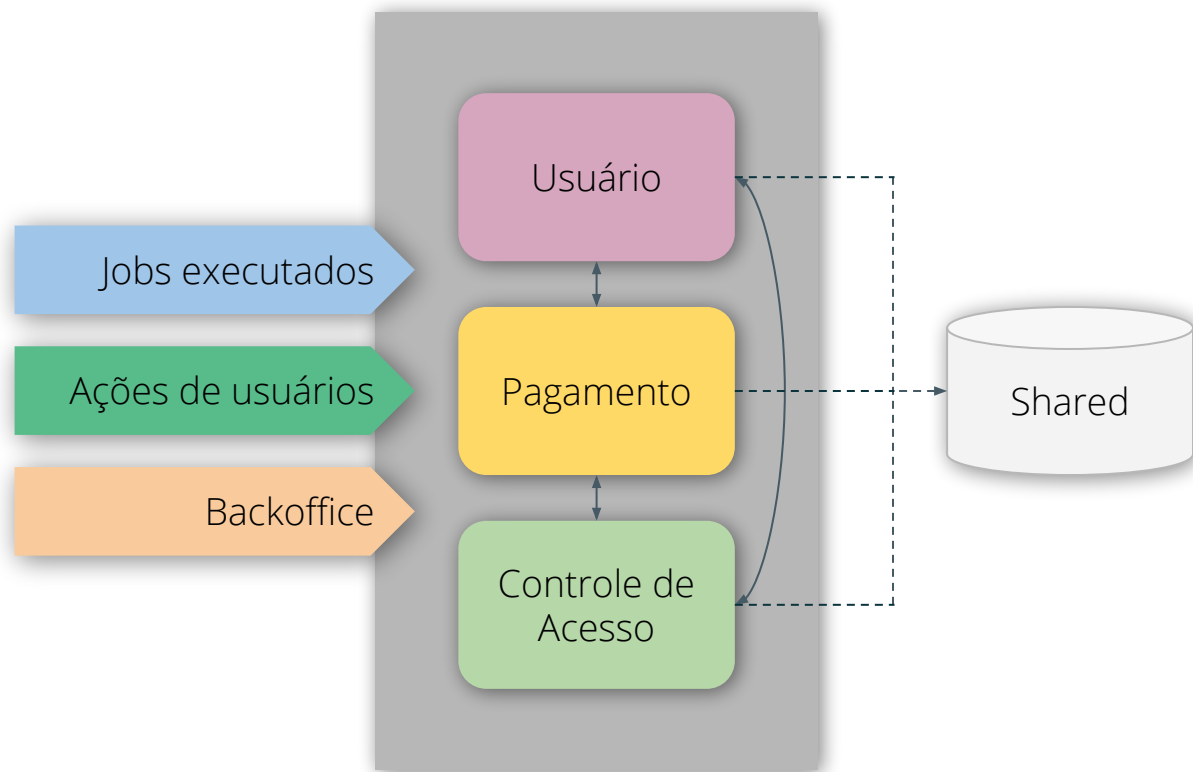 Usuário
Jobs executados
Ações de usuários
Pagamento
Shared
Backoffice
Controle de
Acesso